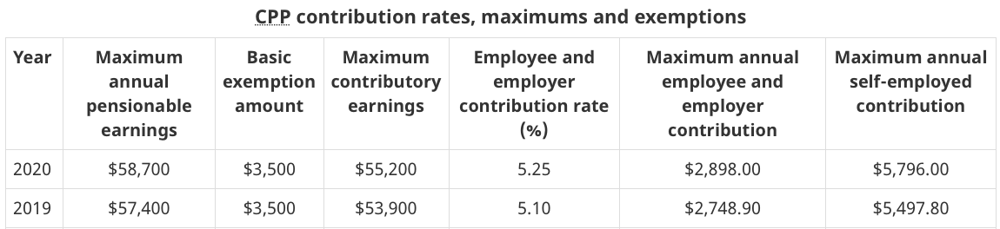 CPP contribution rates, maximums and exemptions
Year
Maximum
annual
pensionable
earnings
Basic
exemption
amount
Maximum
contributory
earnings
Employee and
employer
contribution rate
(%)
Maximum annual
employee and
employer
contribution
Maximum annual
self-employed
contribution
2020 $58,700 $3,500 $55,200 5.25 $2,898.00 $5,796.00
2019 $57,400 $3,500 $53,900 5.10 $2,748.90 $5,497.80